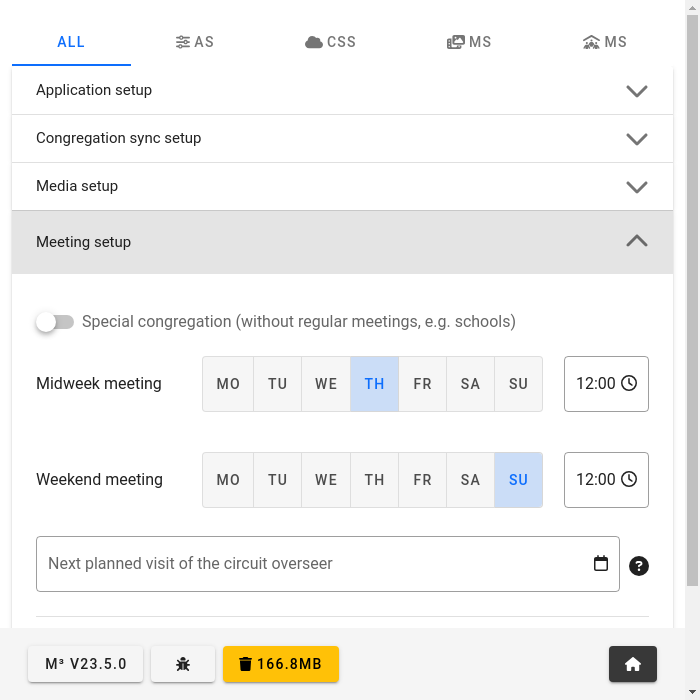 ALL AS CSS MS MS
Application setup
Congregation sync setup
Media setup
Meeting setup
Special congregation (without regular meetings, e.g. schools)
Midweek meeting MO TU WE TH FR SA SU 12:00
Weekend meeting MO TU WE TH FR SA SU 12:00
Next planned visit of the circuit overseer ?
M³ V23.5.0 166.8MB